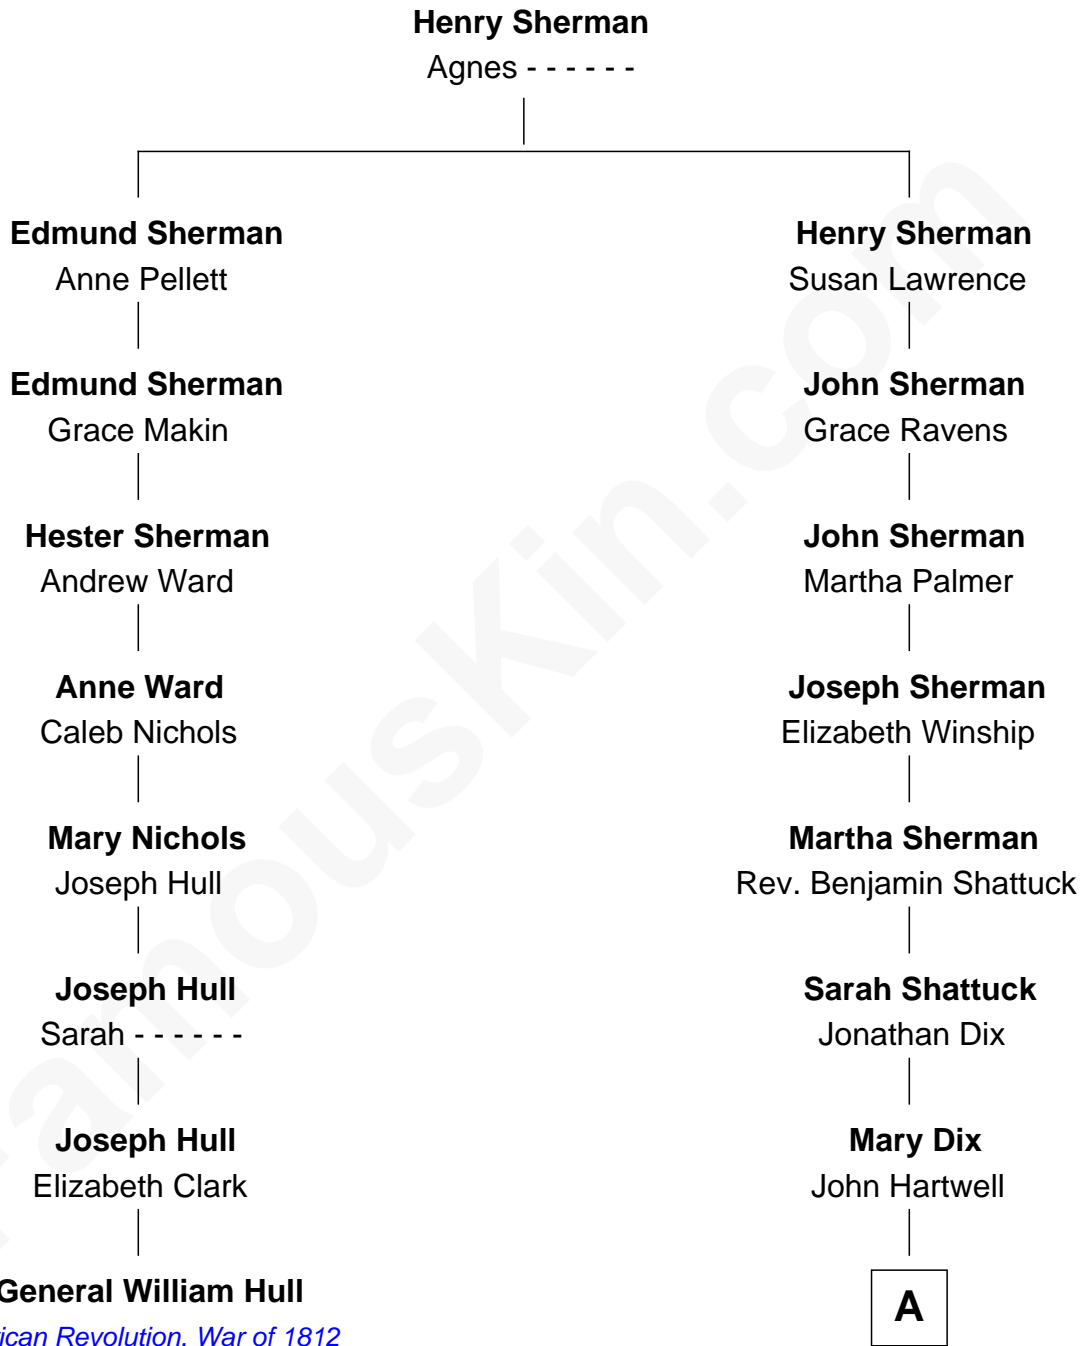 Henry Sherman
Agnes - - - - - -
Edmund Sherman
Anne Pellett
Henry Sherman
Susan Lawrence
Edmund Sherman
Grace Makin
John Sherman
Grace Ravens
Hester Sherman
Andrew Ward
John Sherman
Martha Palmer
Anne Ward
Caleb Nichols
Joseph Sherman
Elizabeth Winship
Mary Nichols
Joseph Hull
Martha Sherman
Rev. Benjamin Shattuck
Joseph Hull
Sarah - - - - - -
Sarah Shattuck
Jonathan Dix
Joseph Hull
Elizabeth Clark
Mary Dix
John Hartwell
General William Hull
rican Revolution, War of 1812
A
FamousKin.com